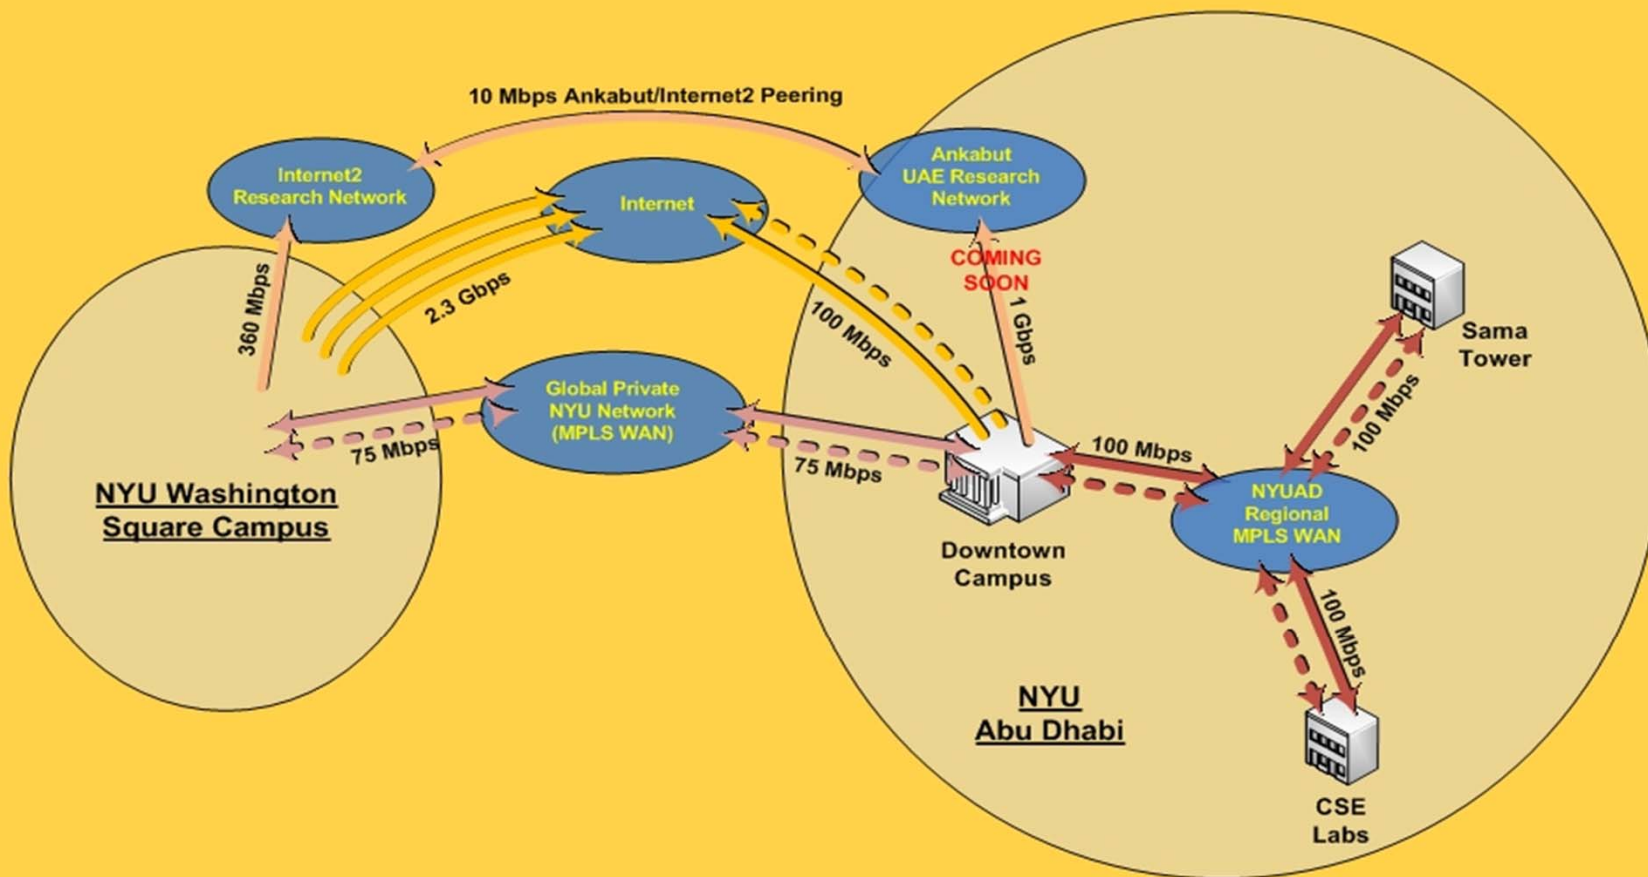 10 Mbps Ankabut/Internet2 Peering
Internet2
Research Network
Internet
Ankabut
UAE Research
Network
COMING
SOON
360 Mbps
2.3 Gbps
100 Mbps
1 Gbps
Sama
Tower
100 Mbps
Global Private
NYU Network
(MPLS WAN)
75 Mbps
75 Mbps
100 Mbps
NYU Washington
Square Campus
NYUAD
Regional
MPLS WAN
Downtown
Campus
100 Mbps
NYU
Abu Dhabi
CSE
Labs